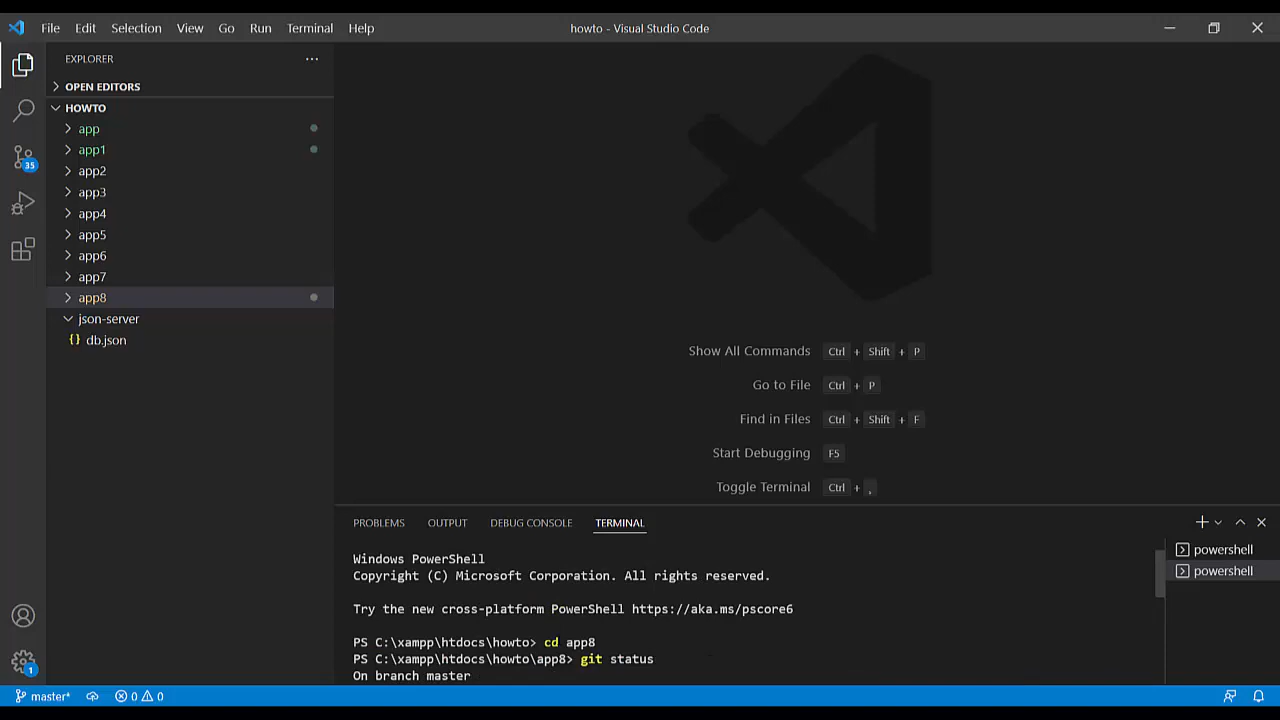 File Edit Selection View Go Run Terminal Help
howto - Visual Studio Code
EXPLORER
OPEN EDITORS
HOWTO
app
app1
app2
app3
app4
app5
app6
app7
app8
json-server
{} db.json
35
1
Show All Commands Ctrl + Shift + P
Go to File Ctrl + P
Find in Files Ctrl + Shift + F
Start Debugging F5
Toggle Terminal Ctrl + ,
PROBLEMS OUTPUT DEBUG CONSOLE TERMINAL
powershell
powershell
Windows PowerShell
Copyright (C) Microsoft Corporation. All rights reserved.
Try the new cross-platform PowerShell https://aka.ms/pscore6
PS C:\xampp\htdocs\howto> cd app8
PS C:\xampp\htdocs\howto\app8> git status
On branch master
master* 0 0